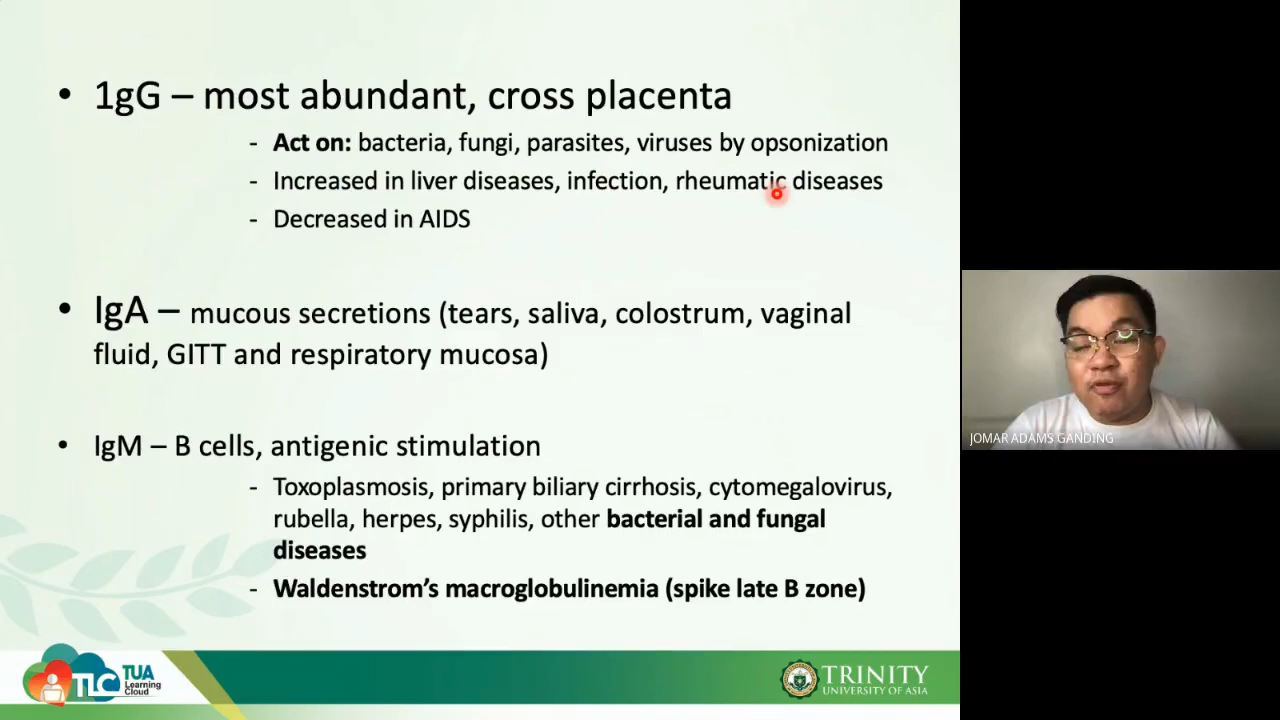 • 1gG – most abundant, cross placenta
- Act on: bacteria, fungi, parasites, viruses by opsonization
- Increased in liver diseases, infection, rheumatic diseases
- Decreased in AIDS
• IgA – mucous secretions (tears, saliva, colostrum, vaginal
fluid, GITT and respiratory mucosa)
• IgM – B cells, antigenic stimulation
- Toxoplasmosis, primary biliary cirrhosis, cytomegalovirus,
rubella, herpes, syphilis, other bacterial and fungal
diseases
- Waldenstrom’s macroglobulinemia (spike late B zone)
JOMAR ADAMS GANDING
TLC TUA
Learning
Cloud
TRINITY
UNIVERSITY OF ASIA